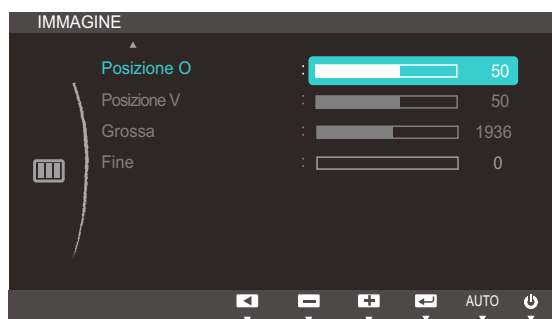 IMMAGINE
Posizione O : 50
Posizione V : 50
Grossa : 1936
Fine : 0
AUTO